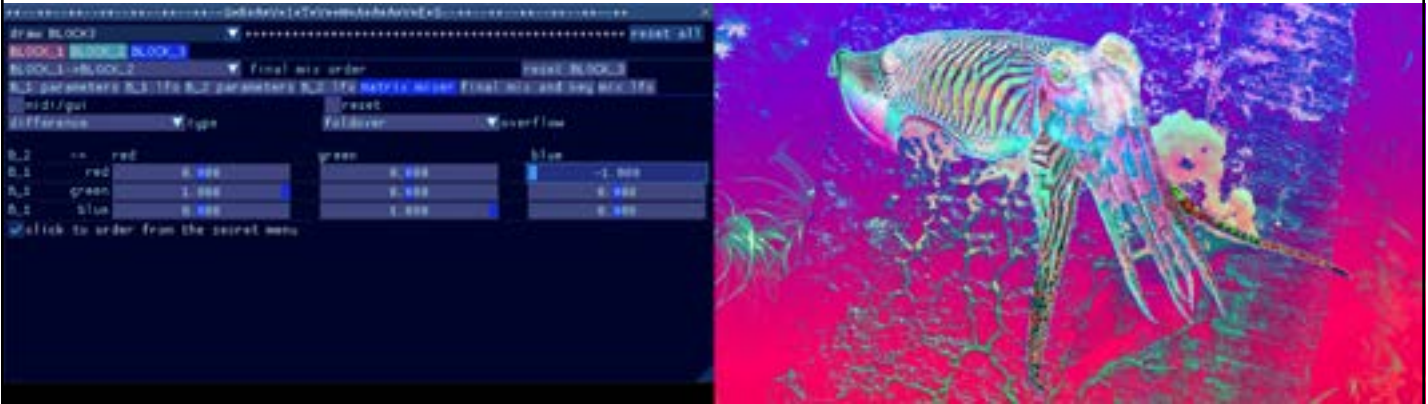 draw BLOCK3 reset all
BLOCK_1 BLOCK_2 BLOCK_3
BLOCK_1->BLOCK_2 final mix order reset BLOCK_3
B_1 parameters B_1 lfo B_2 parameters B_2 lfo matrix mixer final mix and key mix lfo
midi/gui reset
difference type foldover overflow
B_2 -> red green blue
B_1 red 0.000 0.000 -1.000
B_1 green 1.000 0.000 0.000
B_1 blue 0.000 1.000 0.000
click to order from the secret menu